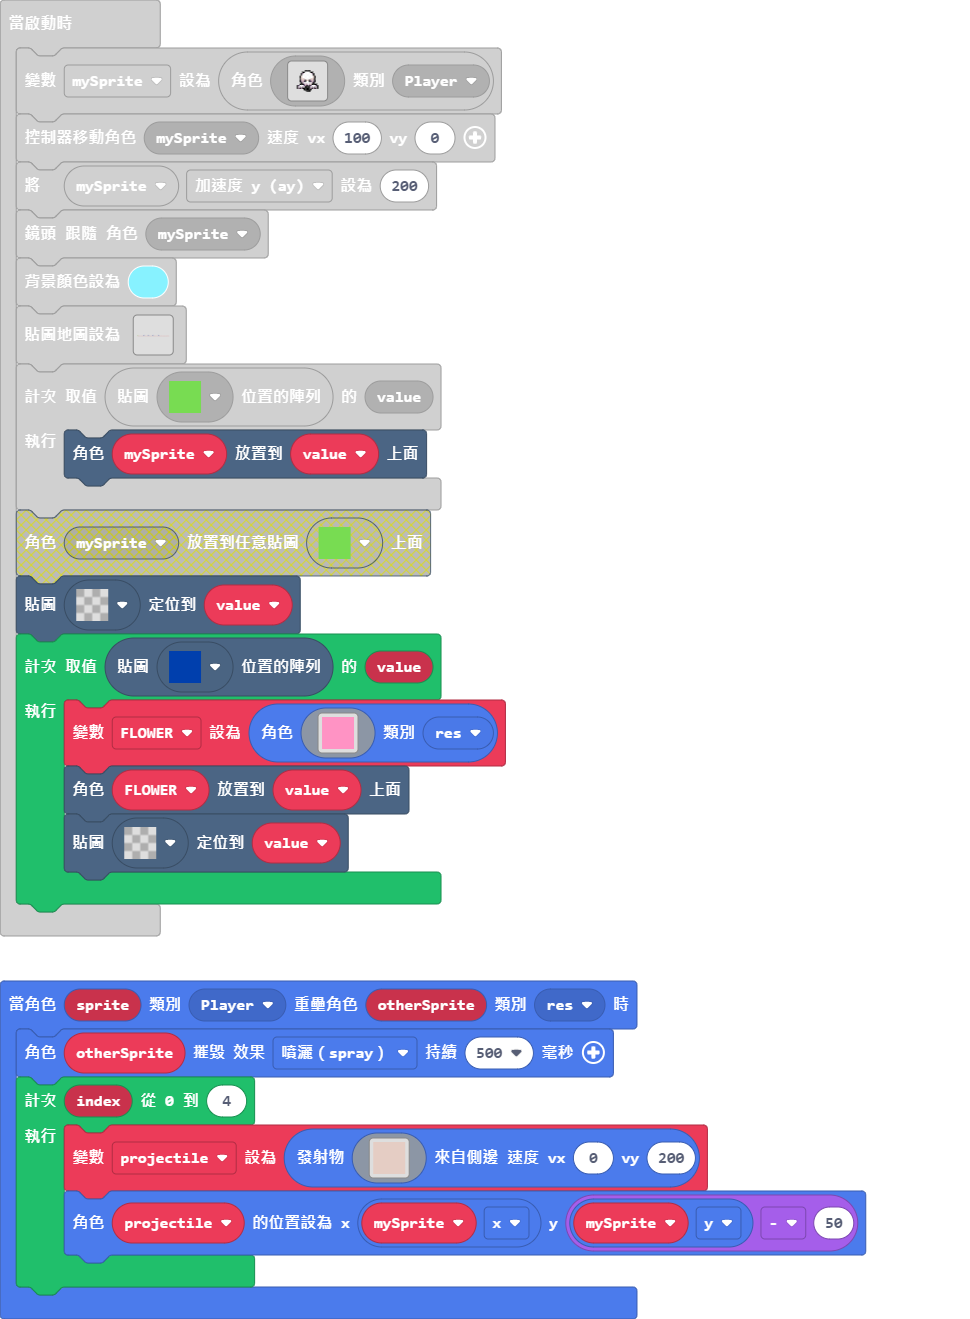 當啟動時
變數 mySprite 設為 角色 類別 Player
控制器移動角色 mySprite 速度 vx 100 vy 0
將 mySprite 加速度 y (ay) 設為 200
鏡頭 跟隨 角色 mySprite
背景顏色設為
貼圖地圖設為
計次 取值 貼圖 位置的陣列 的 value
執行 角色 mySprite 放置到 value 上面
角色 mySprite 放置到任意貼圖 上面
貼圖 定位到 value
計次 取值 貼圖 位置的陣列 的 value
執行 變數 FLOWER 設為 角色 類別 res
角色 FLOWER 放置到 value 上面
貼圖 定位到 value
當角色 sprite 類別 Player 重疊角色 otherSprite 類別 res 時
角色 otherSprite 摧毀 效果 噴灑 ( spray ) 持續 500 毫秒
計次 index 從 0 到 4
執行 變數 projectile 設為 發射物 來自側邊 速度 vx 0 vy 200
角色 projectile 的位置設為 x mySprite x y mySprite y - 50